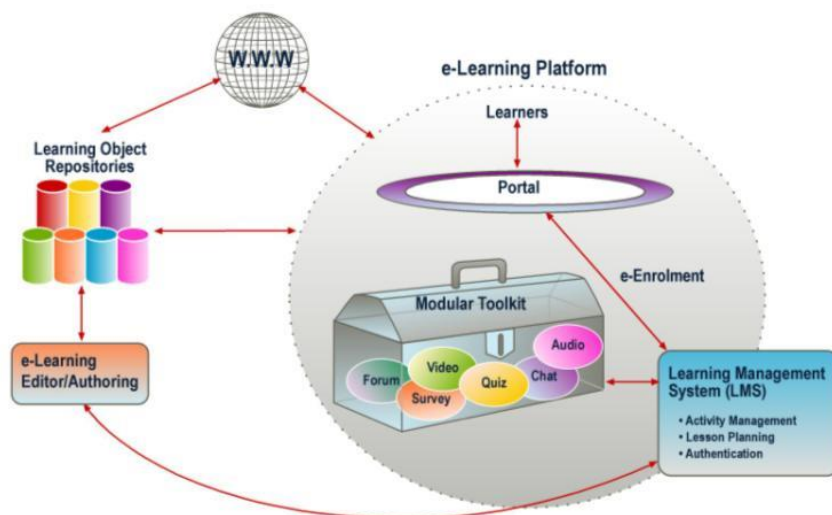 W.W.W
e-Learning Platform
Learners
Learning Object
Repositories
Portal
e-Enrolment
Modular Toolkit
Audio
Video
Forum
Quiz
Chat
Survey
e-Learning
Editor/Authoring
Learning Management
System (LMS)
• Activity Management
• Lesson Planning
• Authentication